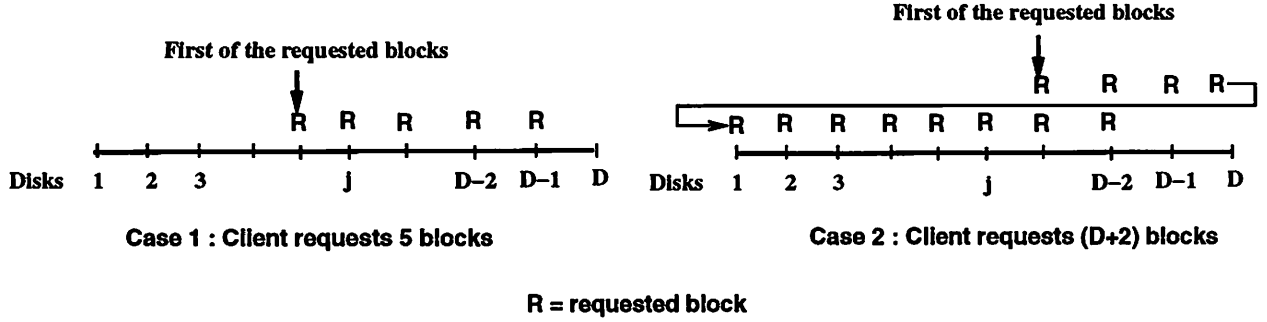 First of the requested blocks
R R R R R
Disks 1 2 3 j D–2 D–1 D
Case 1 : Client requests 5 blocks
First of the requested blocks
R R R R
R R R R R R R R
Disks 1 2 3 j D–2 D–1 D
Case 2 : Client requests (D+2) blocks
R = requested block